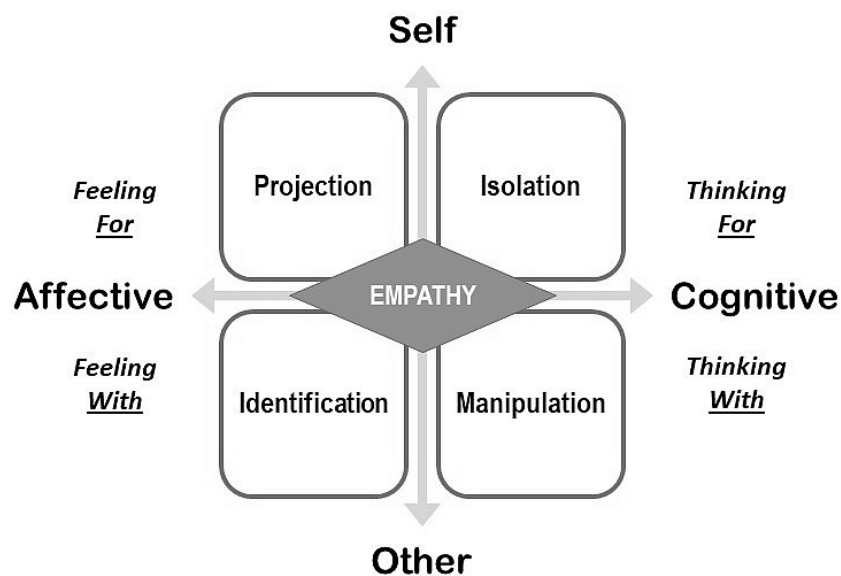 Self
Projection
Isolation
Feeling
For
Thinking
For
Affective
EMPATHY
Cognitive
Feeling
With
Thinking
With
Identification
Manipulation
Other